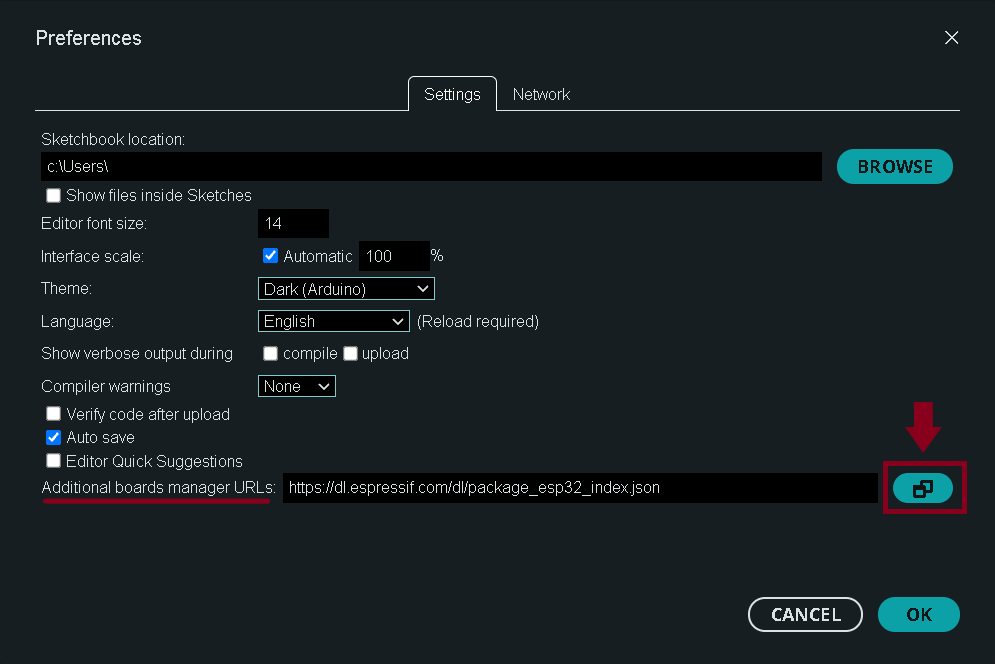 Preferences
Settings Network
Sketchbook location:
c:\Users\
BROWSE
Show files inside Sketches
Editor font size: 14
Interface scale: Automatic 100 %
Theme: Dark (Arduino)
Language: English (Reload required)
Show verbose output during compile upload
Compiler warnings None
Verify code after upload
Auto save
Editor Quick Suggestions
Additional boards manager URLs: https://dl.espressif.com/dl/package_esp32_index.json
CANCEL OK